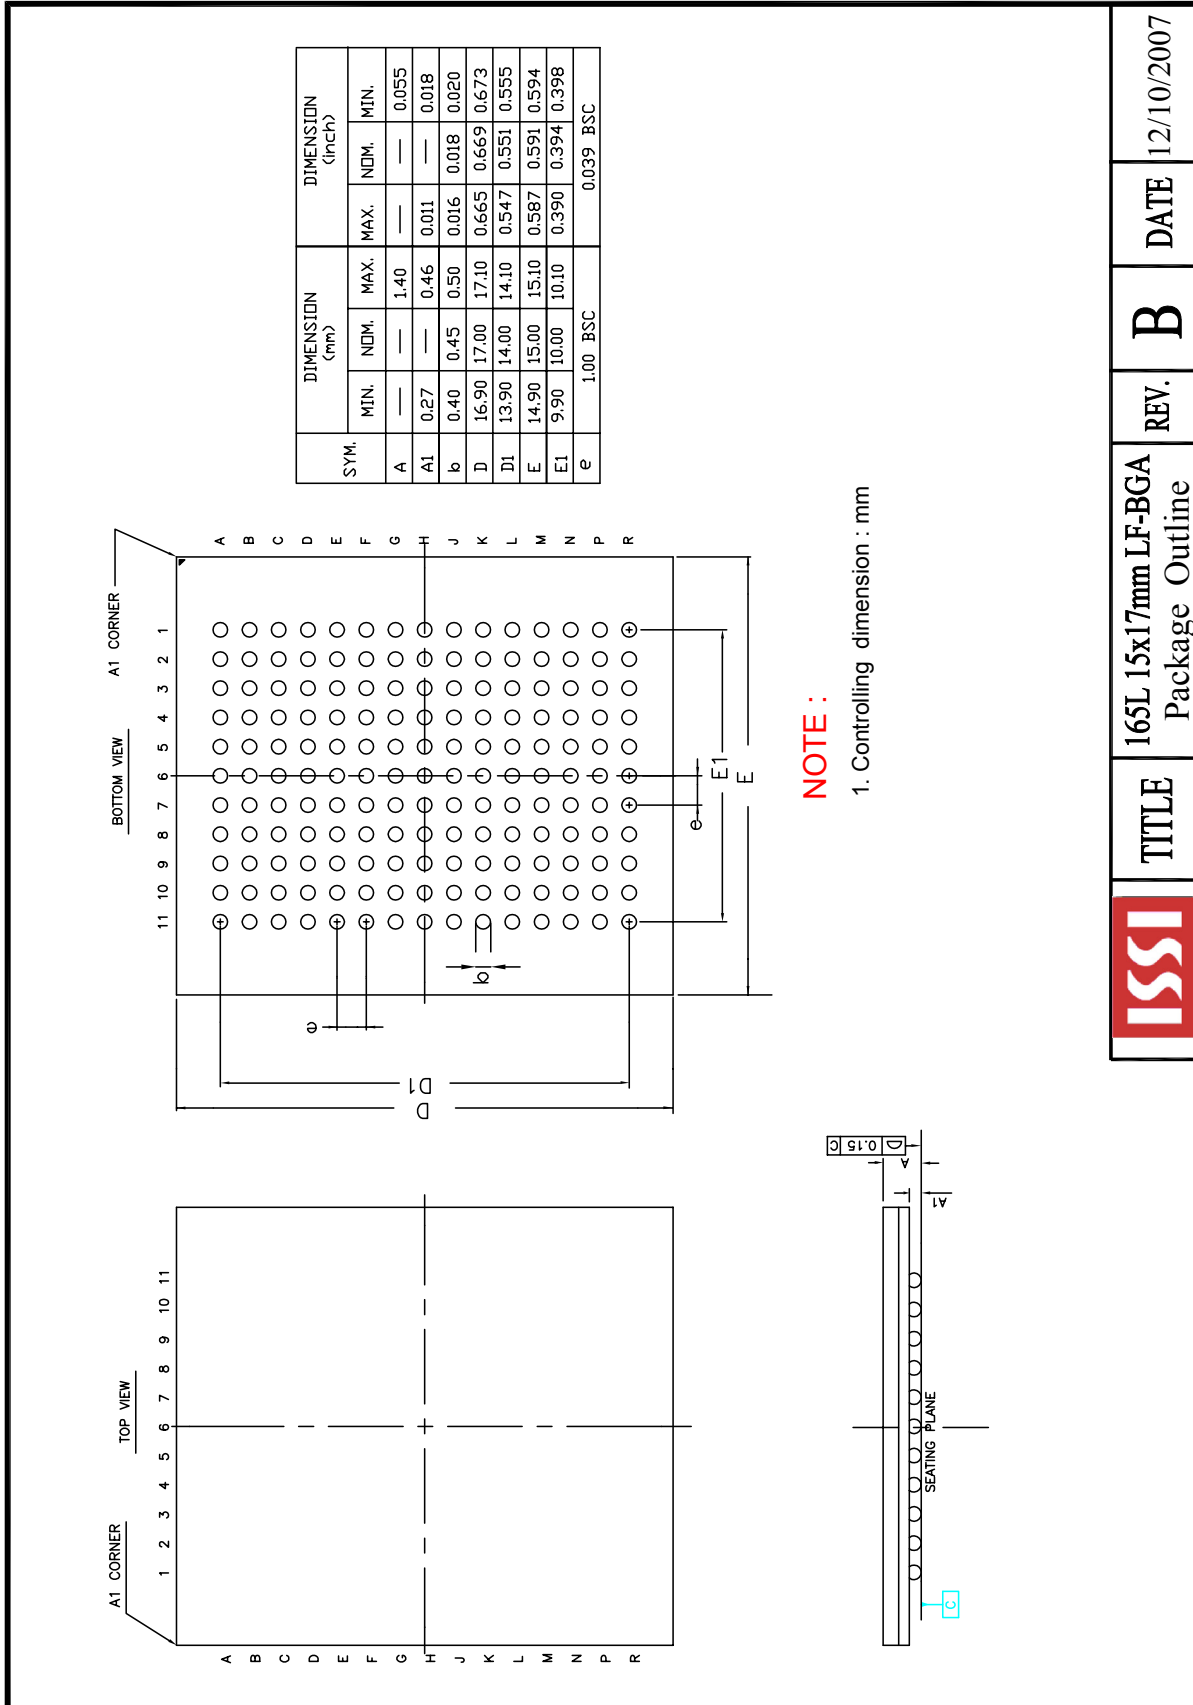 A1 CORNER
TOP VIEW
1 2 3 4 5 6 7 8 9 10 11
A
B
C
D
E
F
G
H
J
K
L
M
N
P
R
BOTTOM VIEW
A1 CORNER
11 10 9 8 7 6 5 4 3 2 1
A
B
C
D
E
F
G
H
J
K
L
M
N
P
R
e
D1
D
b
e
E1
E
SYM. DIMENSION (mm) DIMENSION (inch)
MIN. NOM. MAX. MAX. NOM. MIN.
A — — 1.40 — — 0.055
A1 0.27 — 0.46 0.011 — 0.018
b 0.40 0.45 0.50 0.016 0.018 0.020
D 16.90 17.00 17.10 0.665 0.669 0.673
D1 13.90 14.00 14.10 0.547 0.551 0.555
E 14.90 15.00 15.10 0.587 0.591 0.594
E1 9.90 10.00 10.10 0.390 0.394 0.398
e 1.00 BSC 0.039 BSC
C
SEATING PLANE
A1
A
D 0.15 C
NOTE :
1. Controlling dimension : mm
ISSI
TITLE
165L 15x17mm LF-BGA
Package Outline
REV.
B
DATE
12/10/2007